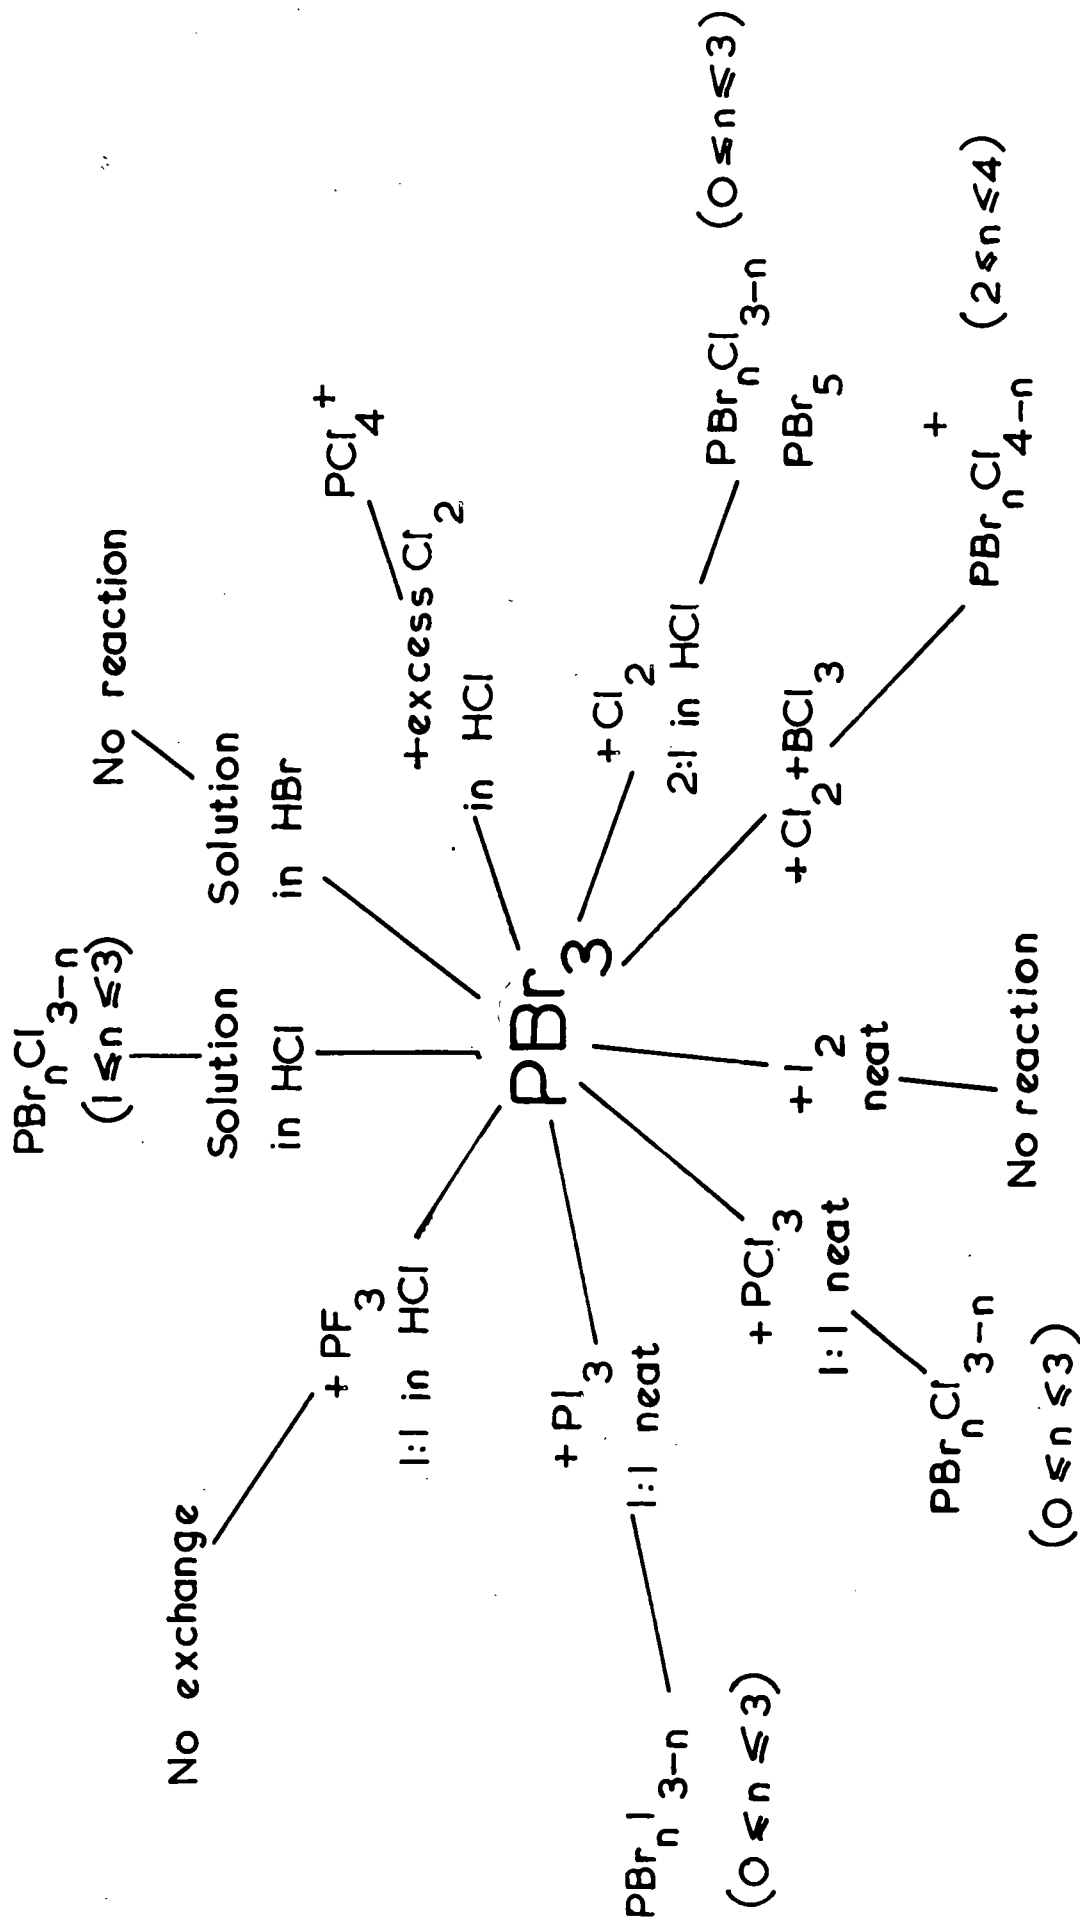 PBrnCl3-n
(1≤n≤3)
Solution
in HCl
No reaction
Solution
in HBr
PCl4+
+excess Cl2
in HCl
+Cl2
2:1 in HCl
PBrnCl3-n (0≤n≤3)
PBr5
+Cl2+BCl3
PBrnCl4-n+ (2≤n≤4)
PBr3
+I2
neat
No reaction
+PCl3
1:1 neat
PBrnCl3-n
(0≤n≤3)
+PI3
1:1 neat
PBrnI3-n
(0≤n≤3)
+PF3
1:1 in HCl
No exchange